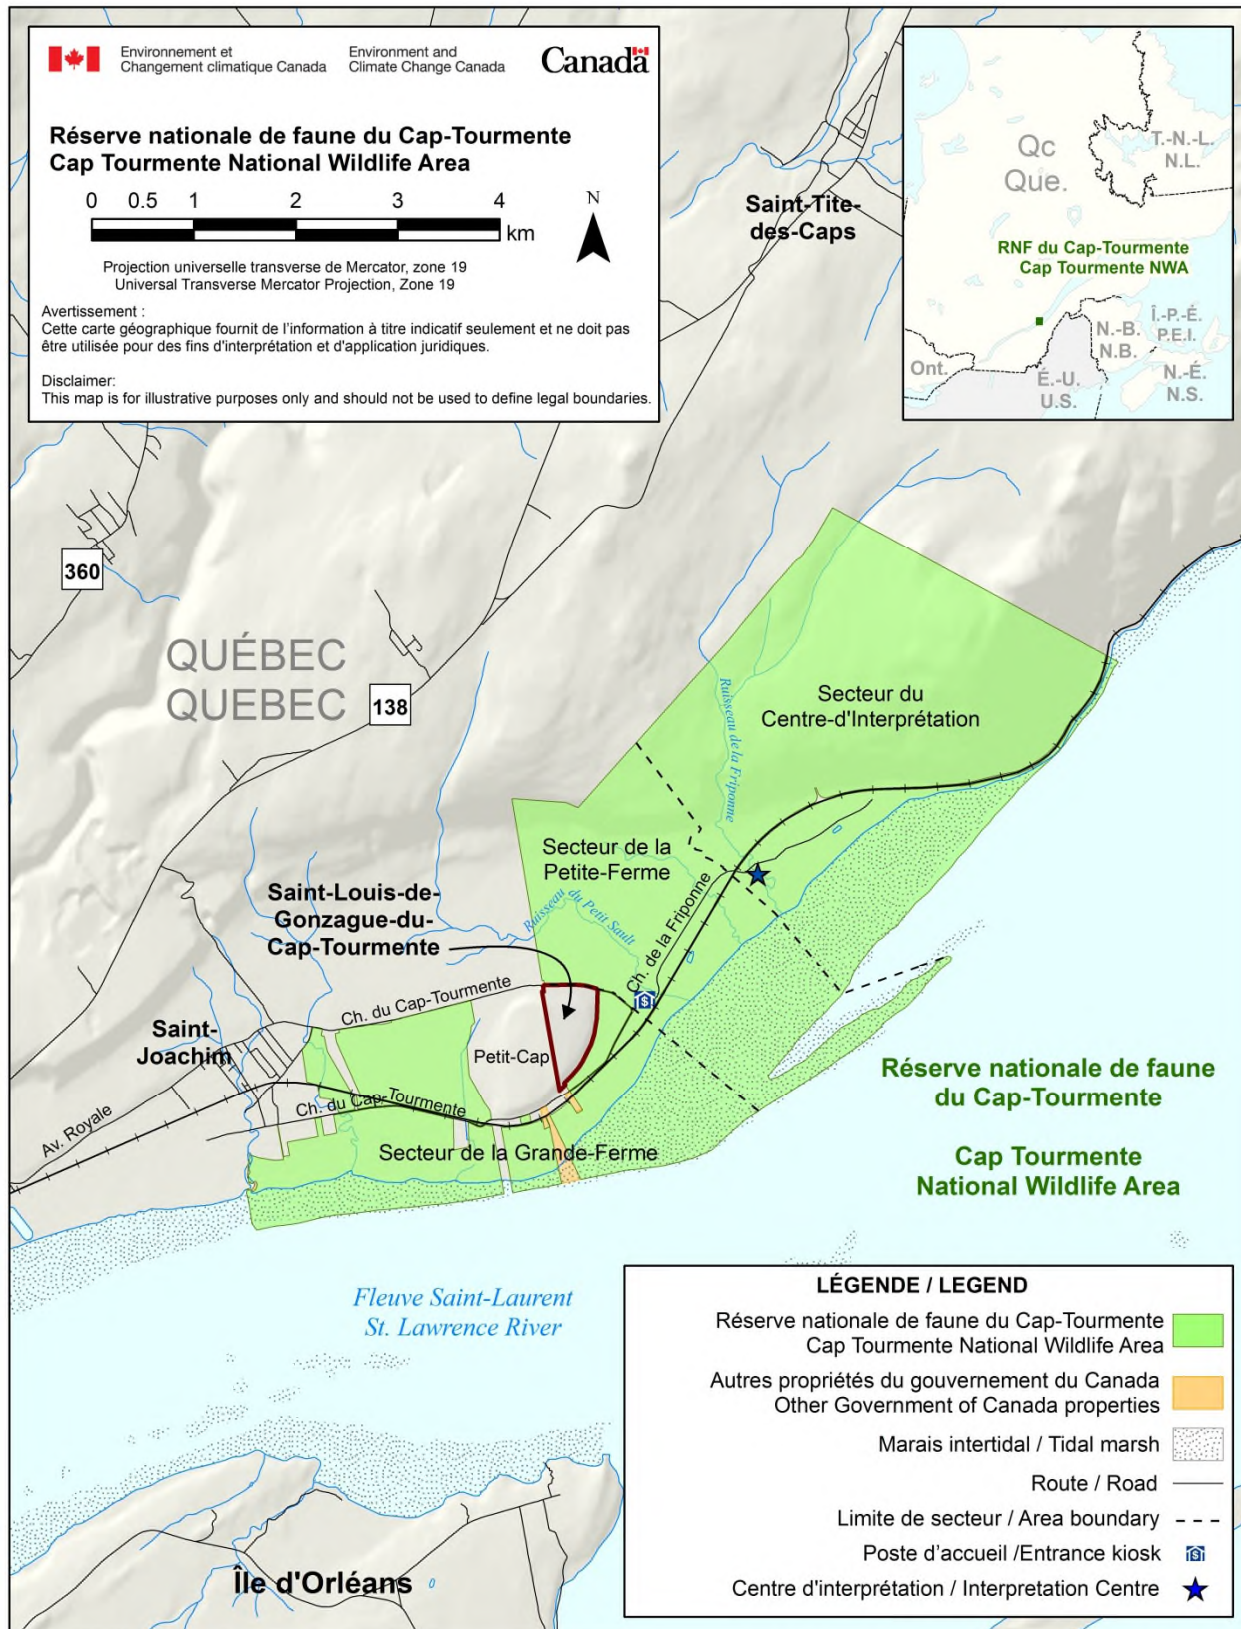 Environnement et
Changement climatique Canada
Environment and
Climate Change Canada
Canada
Réserve nationale de faune du Cap-Tourmente
Cap Tourmente National Wildlife Area
0 0.5 1 2 3 4
km
N
Projection universelle transverse de Mercator, zone 19
Universal Transverse Mercator Projection, Zone 19
Avertissement :
Cette carte géographique fournit de l'information à titre indicatif seulement et ne doit pas
être utilisée pour des fins d'interprétation et d'application juridiques.
Disclaimer:
This map is for illustrative purposes only and should not be used to define legal boundaries.
Qc
Que.
T.-N.-L.
N.L.
RNF du Cap-Tourmente
Cap Tourmente NWA
Î.-P.-É.
P.E.I.
N.-B.
N.B.
Ont.
É.-U.
U.S.
N.-É.
N.S.
Saint-Tite-
des-Caps
360
QUÉBEC
QUEBEC
138
Ruisseau de la Friponne
Secteur du
Centre-d'Interprétation
Secteur de la
Petite-Ferme
Saint-Louis-de-
Gonzague-du-
Cap-Tourmente
Ruisseau du Petit Sault
Ch. de la Friponne
$
Ch. du Cap-Tourmente
Saint-
Joachim
Petit-Cap
Ch. du Cap-Tourmente
Av. Royale
Secteur de la Grande-Ferme
Réserve nationale de faune
du Cap-Tourmente
Cap Tourmente
National Wildlife Area
Fleuve Saint-Laurent
St. Lawrence River
Île d'Orléans
LÉGENDE / LEGEND
Réserve nationale de faune du Cap-Tourmente
Cap Tourmente National Wildlife Area
Autres propriétés du gouvernement du Canada
Other Government of Canada properties
Marais intertidal / Tidal marsh
Route / Road
Limite de secteur / Area boundary
Poste d'accueil /Entrance kiosk
$
Centre d'interprétation / Interpretation Centre